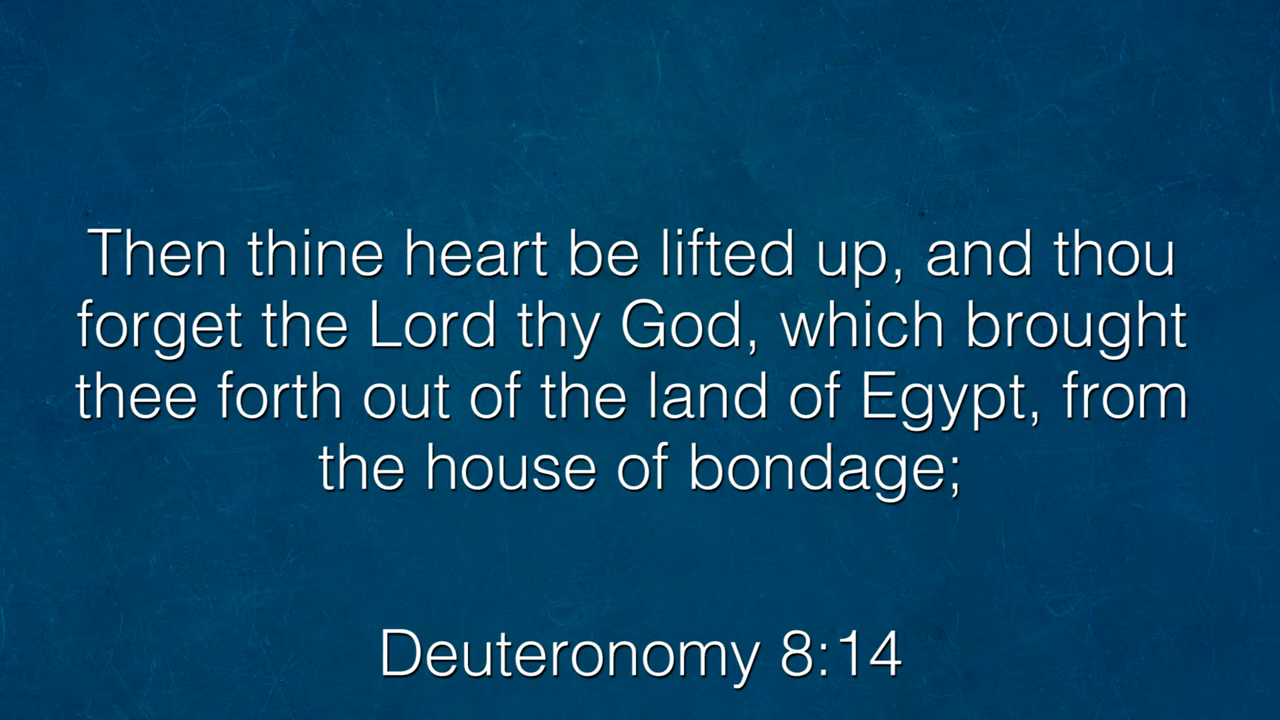 Then thine heart be lifted up, and thou
forget the Lord thy God, which brought
thee forth out of the land of Egypt, from
the house of bondage;
Deuteronomy 8:14